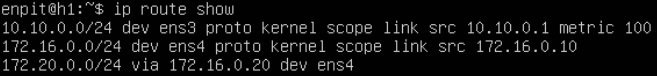 enpit@h1:~$ ip route show
10.10.0.0/24 dev ens3 proto kernel scope link src 10.10.0.1 metric 100
172.16.0.0/24 dev ens4 proto kernel scope link src 172.16.0.10
172.20.0.0/24 via 172.16.0.20 dev ens4